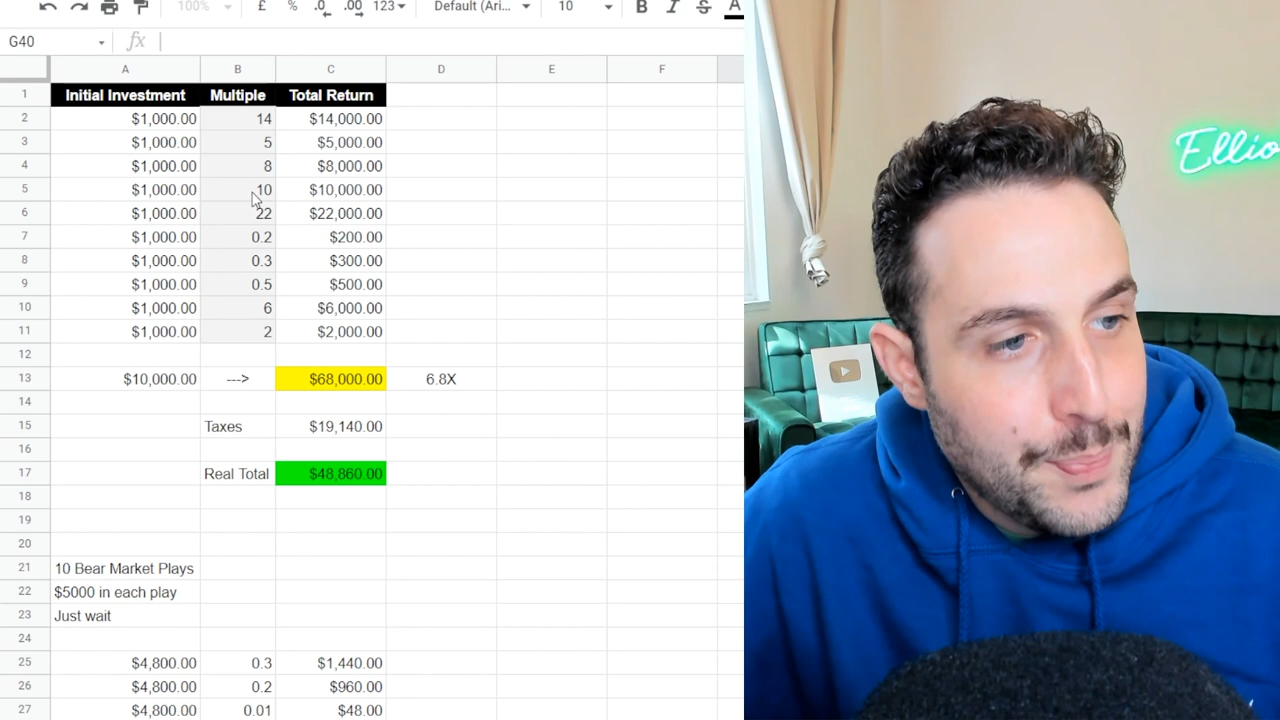 100% £ % .0 .00 123 Default (Ari... 10 B I S A
G40 fx
A B C D E F
1 Initial Investment Multiple Total Return
2 $1,000.00 14 $14,000.00
3 $1,000.00 5 $5,000.00
4 $1,000.00 8 $8,000.00
5 $1,000.00 10 $10,000.00
6 $1,000.00 22 $22,000.00
7 $1,000.00 0.2 $200.00
8 $1,000.00 0.3 $300.00
9 $1,000.00 0.5 $500.00
10 $1,000.00 6 $6,000.00
11 $1,000.00 2 $2,000.00
12
13 $10,000.00 ---> $68,000.00 6.8X
14
15 Taxes $19,140.00
16
17 Real Total $48,860.00
18
19
20
21 10 Bear Market Plays
22 $5000 in each play
23 Just wait
24
25 $4,800.00 0.3 $1,440.00
26 $4,800.00 0.2 $960.00
27 $4,800.00 0.01 $48.00
Ellio